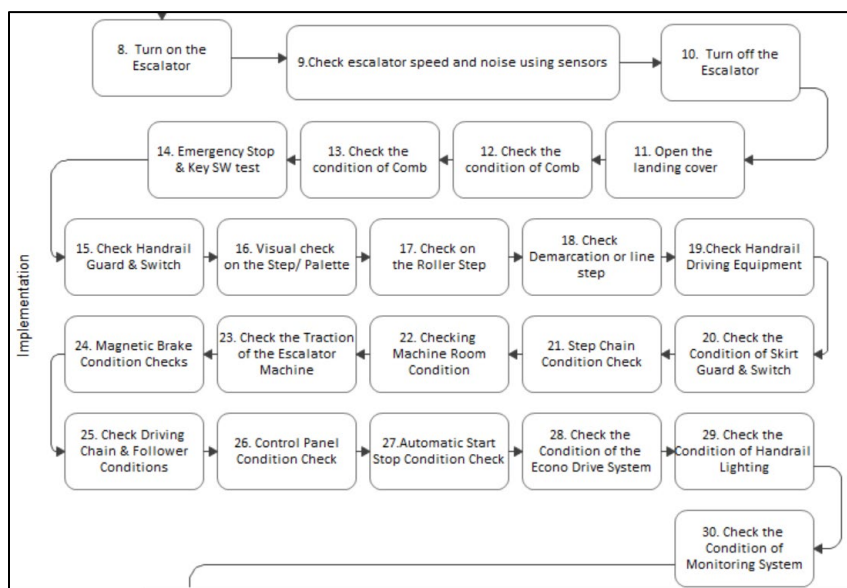 8. Turn on the
Escalator
9.Check escalator speed and noise using sensors
10. Turn off the
Escalator
14. Emergency Stop
& Key SW test
13. Check the
condition of Comb
12. Check the
condition of Comb
11. Open the
landing cover
Implementation
15. Check Handrail
Guard & Switch
16. Visual check
on the Step/ Palette
17. Check on
the Roller Step
18. Check
Demarcation or line
step
19.Check Handrail
Driving Equipment
24. Magnetic Brake
Condition Checks
23. Check the Traction
of the Escalator
Machine
22. Checking
Machine Room
Condition
21. Step Chain
Condition Check
20. Check the
Condition of Skirt
Guard & Switch
25. Check Driving
Chain & Follower
Conditions
26. Control Panel
Condition Check
27.Automatic Start
Stop Condition Check
28. Check the
Condition of the
Econo Drive System
29. Check the
Condition of Handrail
Lighting
30. Check the
Condition of
Monitoring System